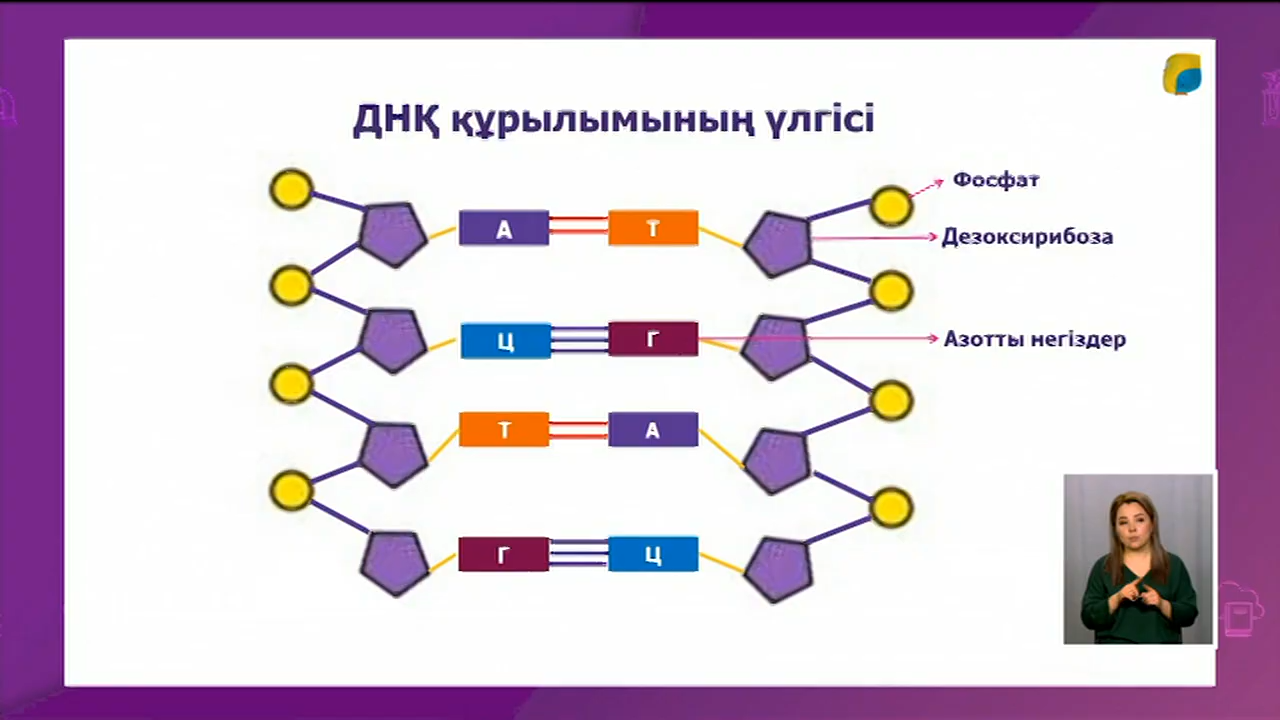 ДНҚ құрылымының үлгісі
Фосфат
А Т
Дезоксирибоза
Ц Г
Азотты негіздер
Т А
Г Ц